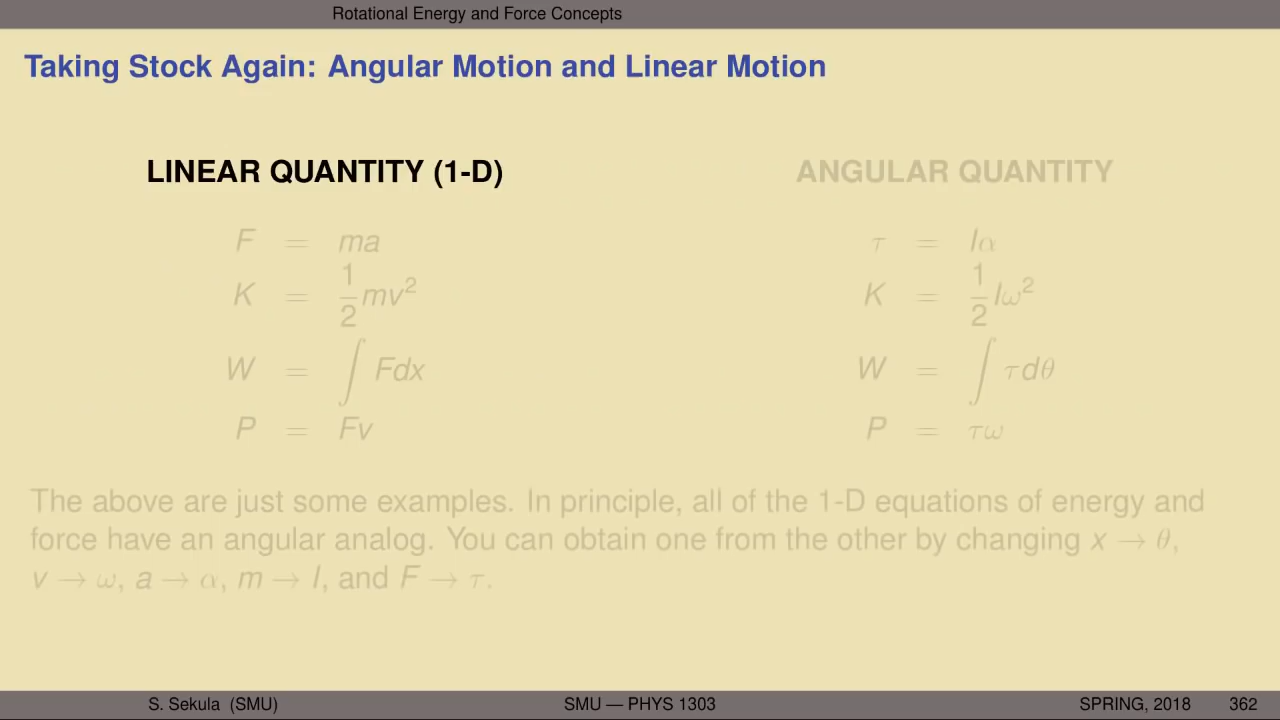 Rotational Energy and Force Concepts
Taking Stock Again: Angular Motion and Linear Motion
LINEAR QUANTITY (1-D) ANGULAR QUANTITY
F = ma τ = Iα
K = 1/2 mv² K = 1/2 Iω²
W = ∫ Fdx W = ∫ τdθ
P = Fv P = τω
The above are just some examples. In principle, all of the 1-D equations of energy and
force have an angular analog. You can obtain one from the other by changing x → θ,
v → ω, a → α, m → I, and F → τ.
S. Sekula (SMU) SMU — PHYS 1303 SPRING, 2018 362